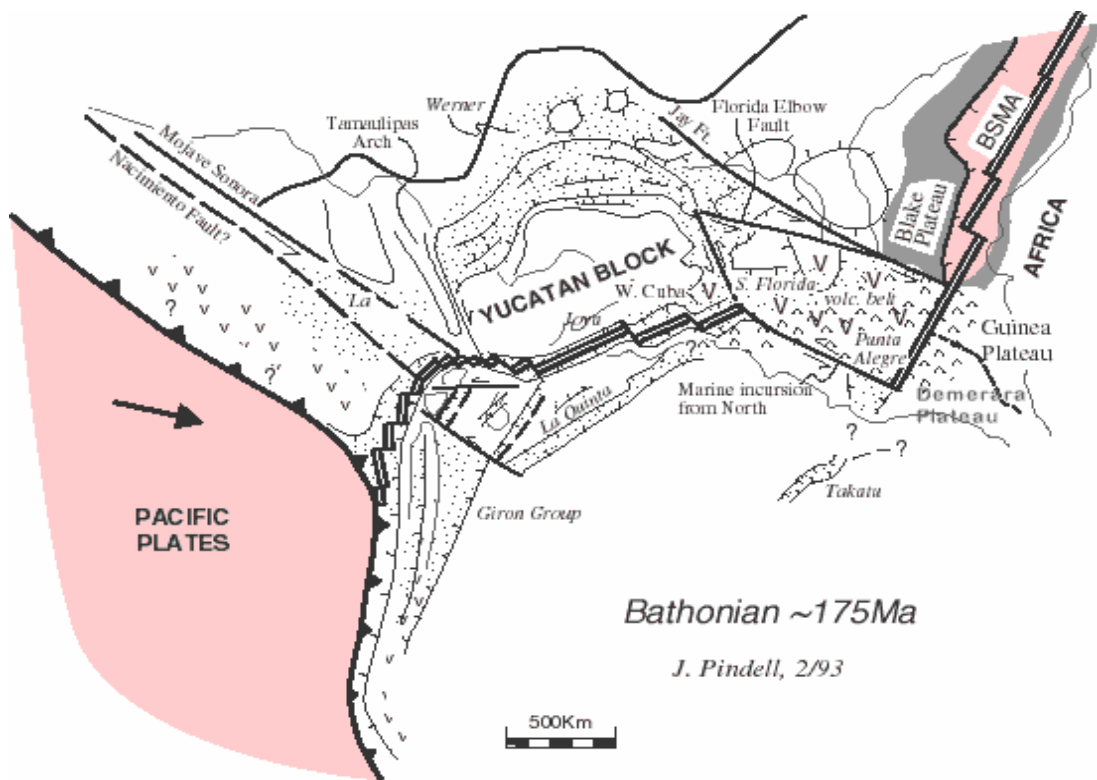 Werner
Tamaulipas
Arch
Jay Ft.
Florida Elbow
Fault
BSMA
Mojave Sonora
Nacimiento Fault?
Blake
Plateau
AFRICA
YUCATAN BLOCK
W. Cuba
S. Florida
volc. belt
Punta
Alegre
Guinea
Plateau
Demerara
Plateau
?
?
La
Joya
?
La Quinta
Marine incursion
from North
?
?
Takatu
Giron Group
PACIFIC
PLATES
Bathonian ~175Ma
J. Pindell, 2/93
500Km